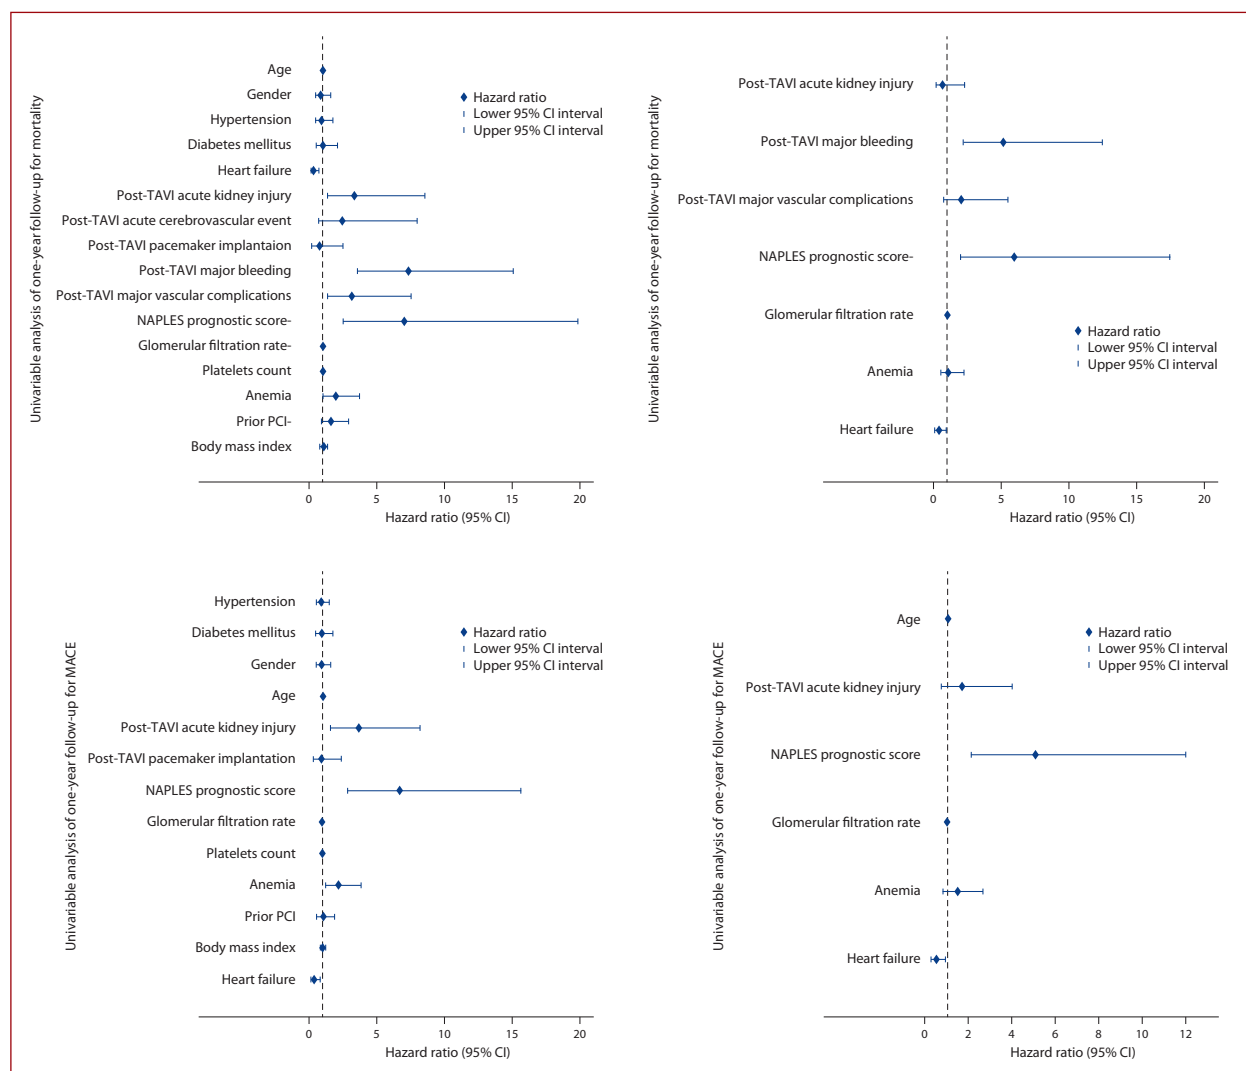 Univariable analysis of one-year follow-up for mortality
Age
Gender
Hypertension
Diabetes mellitus
Heart failure
Post-TAVI acute kidney injury
Post-TAVI acute cerebrovascular event
Post-TAVI pacemaker implantaion
Post-TAVI major bleeding
Post-TAVI major vascular complications
NAPLES prognostic score-
Glomerular filtration rate-
Platelets count
Anemia
Prior PCI-
Body mass index
Hazard ratio
Lower 95% CI interval
Upper 95% CI interval
0 5 10 15 20
Hazard ratio (95% CI)
Univariable analysis of one-year follow-up for mortality
Post-TAVI acute kidney injury
Post-TAVI major bleeding
Post-TAVI major vascular complications
NAPLES prognostic score-
Glomerular filtration rate
Anemia
Heart failure
Hazard ratio
Lower 95% CI interval
Upper 95% CI interval
0 5 10 15 20
Hazard ratio (95% CI)
Univariable analysis of one-year follow-up for MACE
Hypertension
Diabetes mellitus
Gender
Age
Post-TAVI acute kidney injury
Post-TAVI pacemaker implantation
NAPLES prognostic score
Glomerular filtration rate
Platelets count
Anemia
Prior PCI
Body mass index
Heart failure
Hazard ratio
Lower 95% CI interval
Upper 95% CI interval
0 5 10 15 20
Hazard ratio (95% CI)
Univariable analysis of one-year follow-up for MACE
Age
Post-TAVI acute kidney injury
NAPLES prognostic score
Glomerular filtration rate
Anemia
Heart failure
Hazard ratio
Lower 95% CI interval
Upper 95% CI interval
0 2 4 6 8 10 12
Hazard ratio (95% CI)